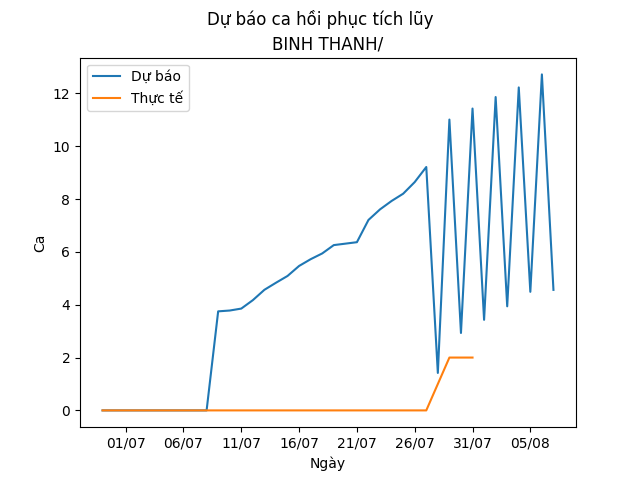 Dự báo ca hồi phục tích lũy
BINH THANH/
Dự báo
Thực tế
Ca
12
10
8
6
4
2
0
01/07 06/07 11/07 16/07 21/07 26/07 31/07 05/08
Ngày